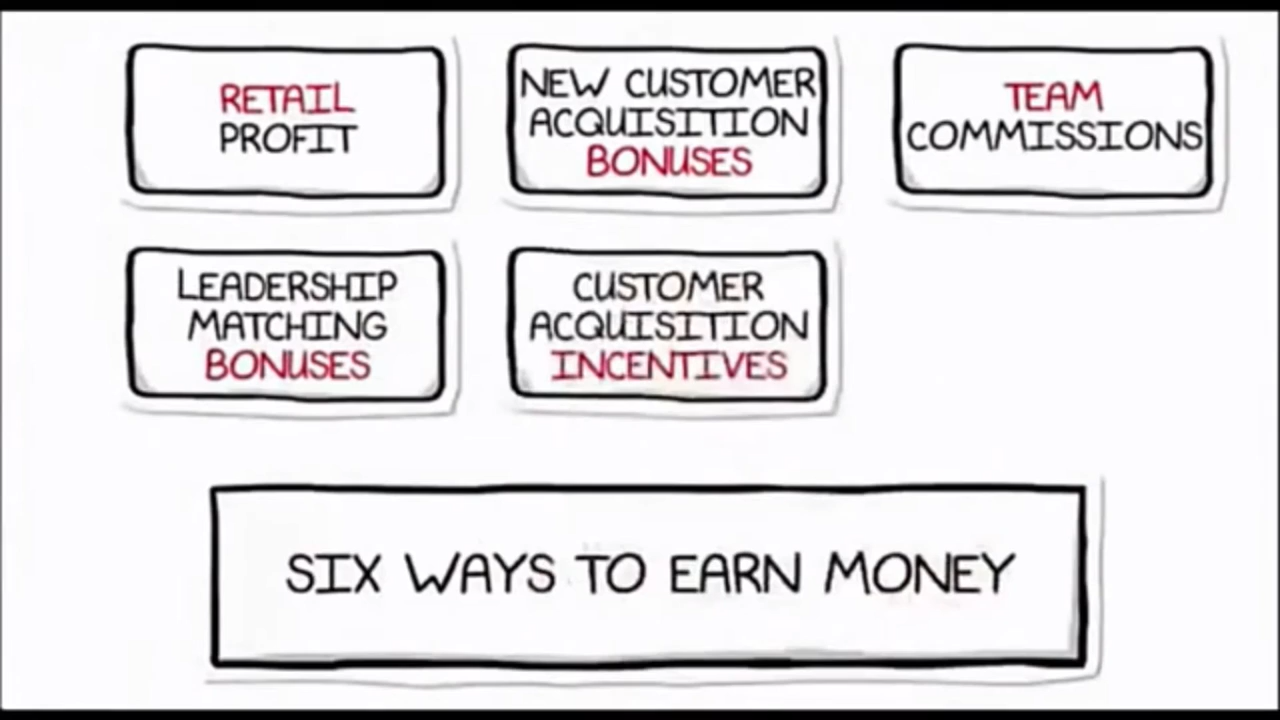 RETAIL
PROFIT
NEW CUSTOMER
ACQUISITION
BONUSES
TEAM
COMMISSIONS
LEADERSHIP
MATCHING
BONUSES
CUSTOMER
ACQUISITION
INCENTIVES
SIX WAYS TO EARN MONEY